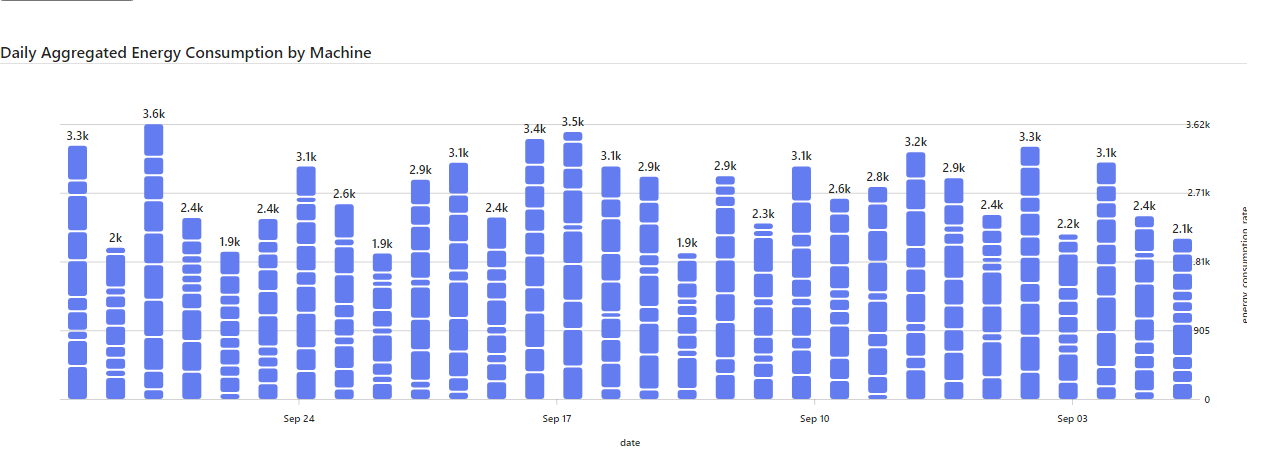 Daily Aggregated Energy Consumption by Machine
3.3k
2k
3.6k
2.4k
1.9k
2.4k
3.1k
2.6k
1.9k
2.9k
3.1k
2.4k
3.4k
3.5k
3.1k
2.9k
1.9k
2.9k
2.3k
3.1k
2.6k
2.8k
3.2k
2.9k
2.4k
3.3k
2.2k
3.1k
2.4k
2.1k
3.62k
2.71k
.81k
905
0
energy_consumption_rate
Sep 24
Sep 17
Sep 10
Sep 03
date